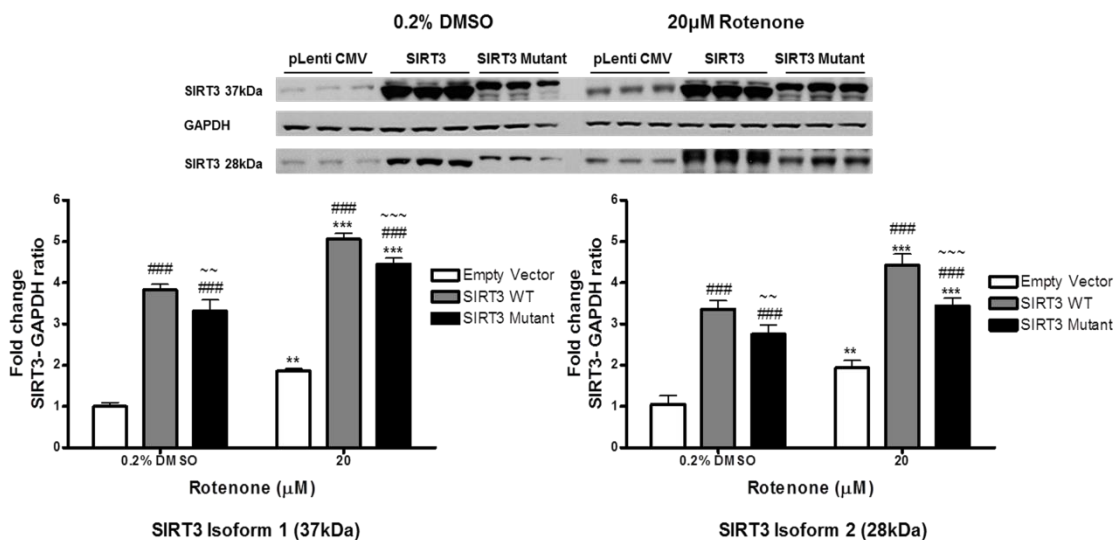 0.2% DMSO 20µM Rotenone
pLenti CMV SIRT3 SIRT3 Mutant pLenti CMV SIRT3 SIRT3 Mutant
SIRT3 37kDa
GAPDH
SIRT3 28kDa
Fold change
SIRT3- GAPDH ratio
6
5
4
3
2
1
0
###
~~
###
**
###
***
~~~
###
***
Empty Vector
SIRT3 WT
SIRT3 Mutant
0.2% DMSO 20
Rotenone (µM)
SIRT3 Isoform 1 (37kDa)
Fold change
SIRT3- GAPDH ratio
6
5
4
3
2
1
0
###
~~
###
**
###
***
~~~
###
***
Empty Vector
SIRT3 WT
SIRT3 Mutant
0.2% DMSO 20
Rotenone (µM)
SIRT3 Isoform 2 (28kDa)